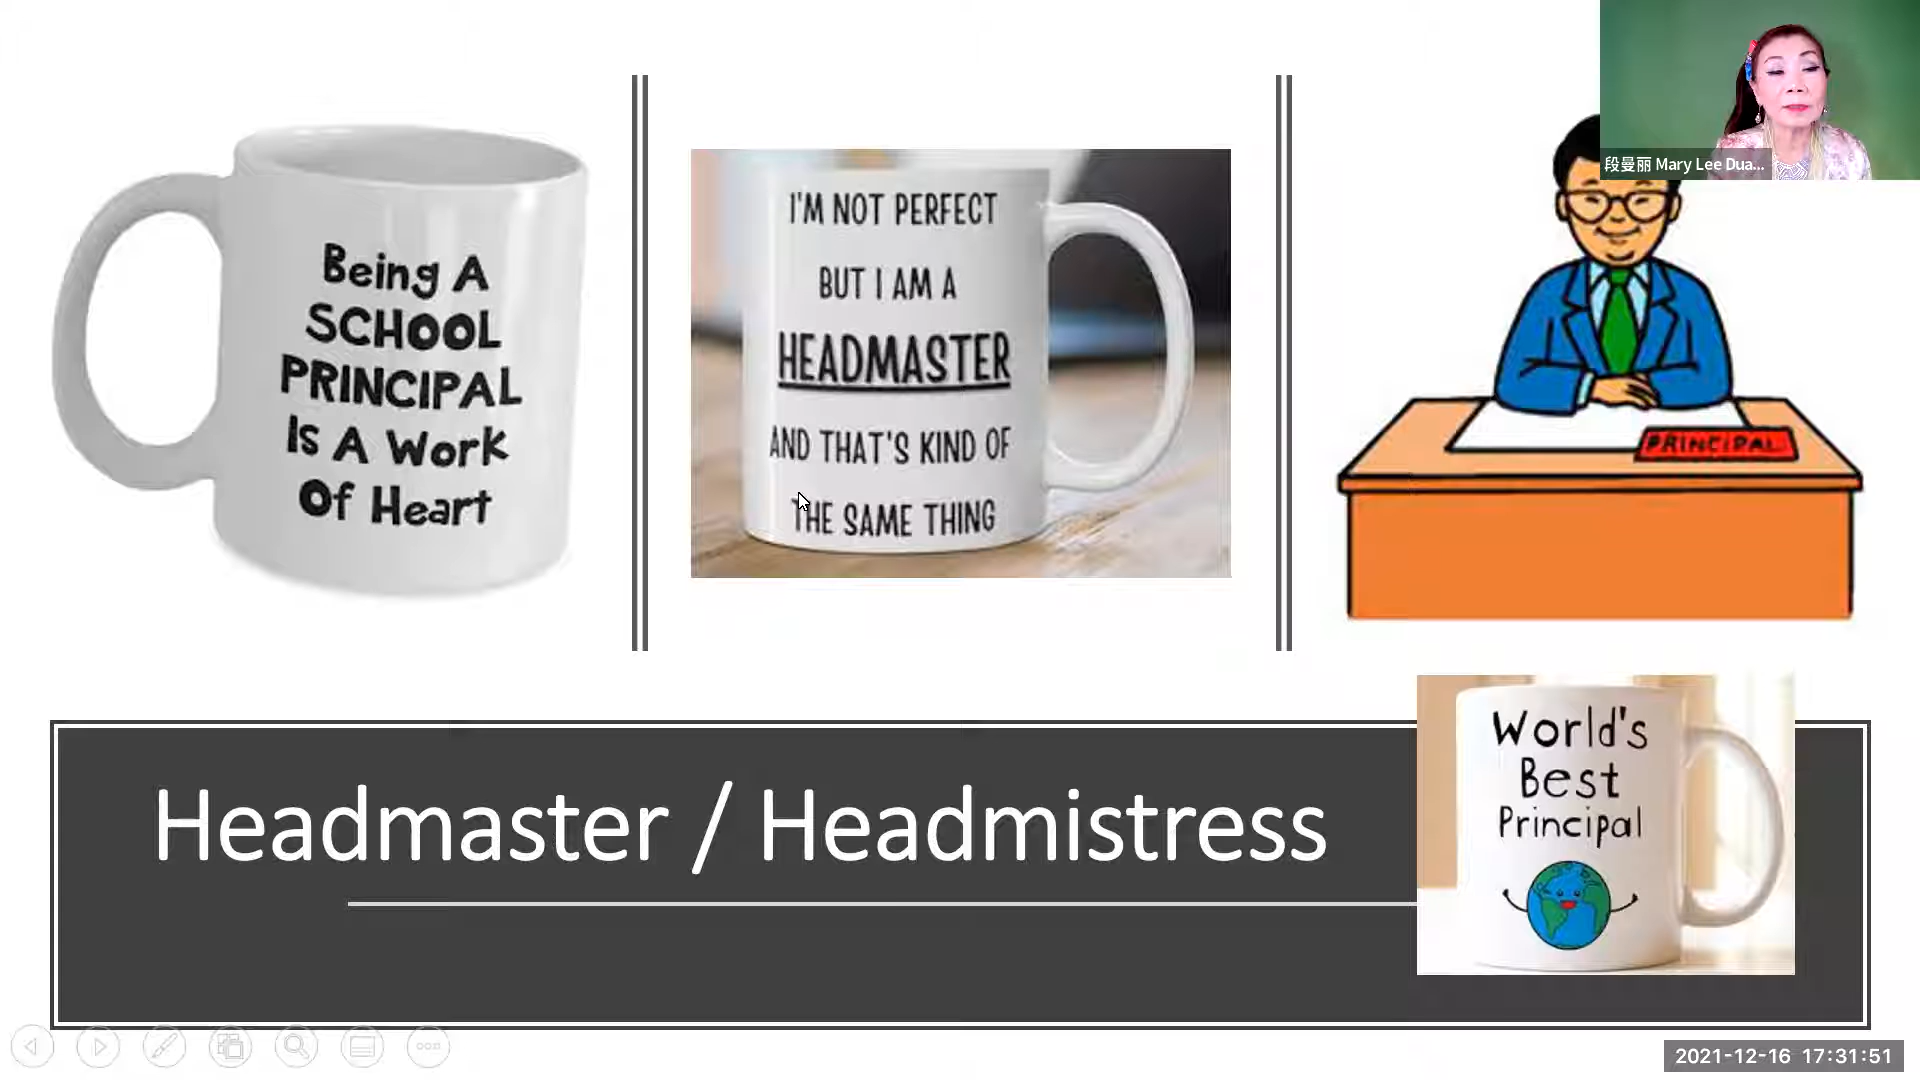 Being A
SCHOOL
PRINCIPAL
Is A Work
Of Heart
I'M NOT PERFECT
BUT I AM A
HEADMASTER
AND THAT'S KIND OF
THE SAME THING
段曼丽 Mary Lee Dua...
PRINCIPAL
World's
Best
Principal
Headmaster / Headmistress
2021-12-16 17:31:51